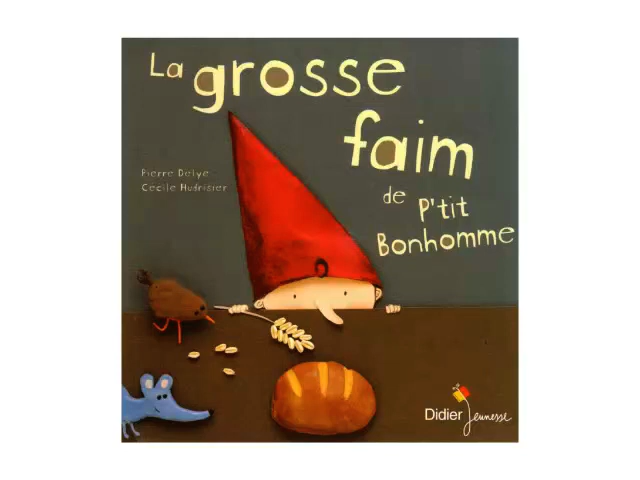 La grosse
faim
de P'tit
Bonhomme
Pierre Delye
Cécile Hudrisier
Didier Jeunesse